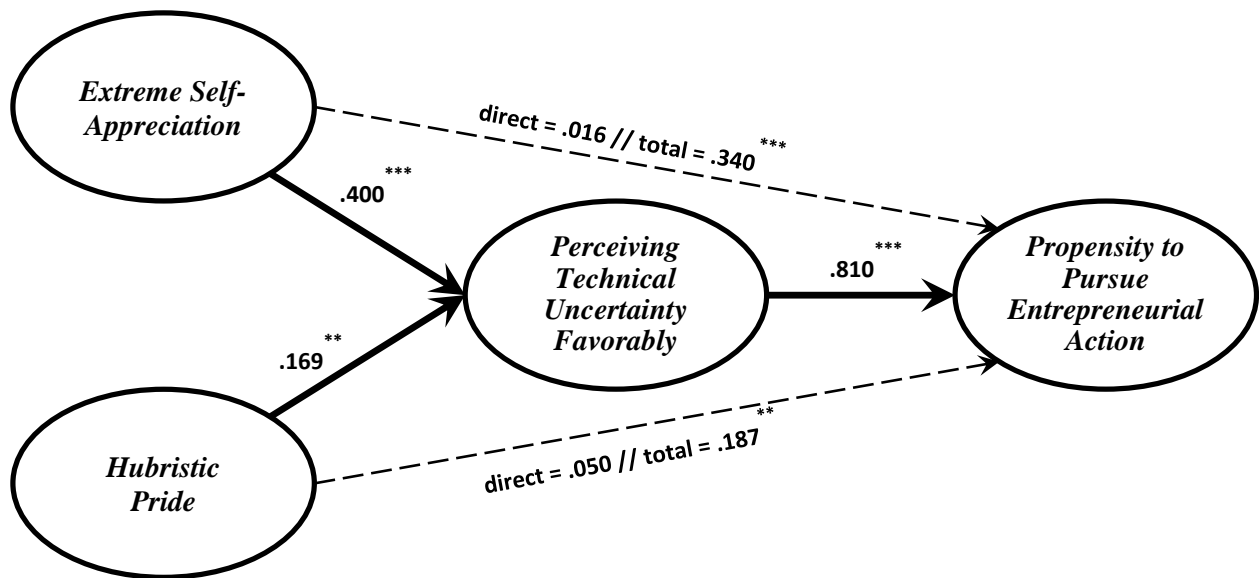 Extreme Self-
Appreciation
direct = .016 // total = .340***
.400***
Perceiving
Technical
Uncertainty
Favorably
.810***
Propensity to
Pursue
Entrepreneurial
Action
.169**
Hubristic
Pride
direct = .050 // total = .187**